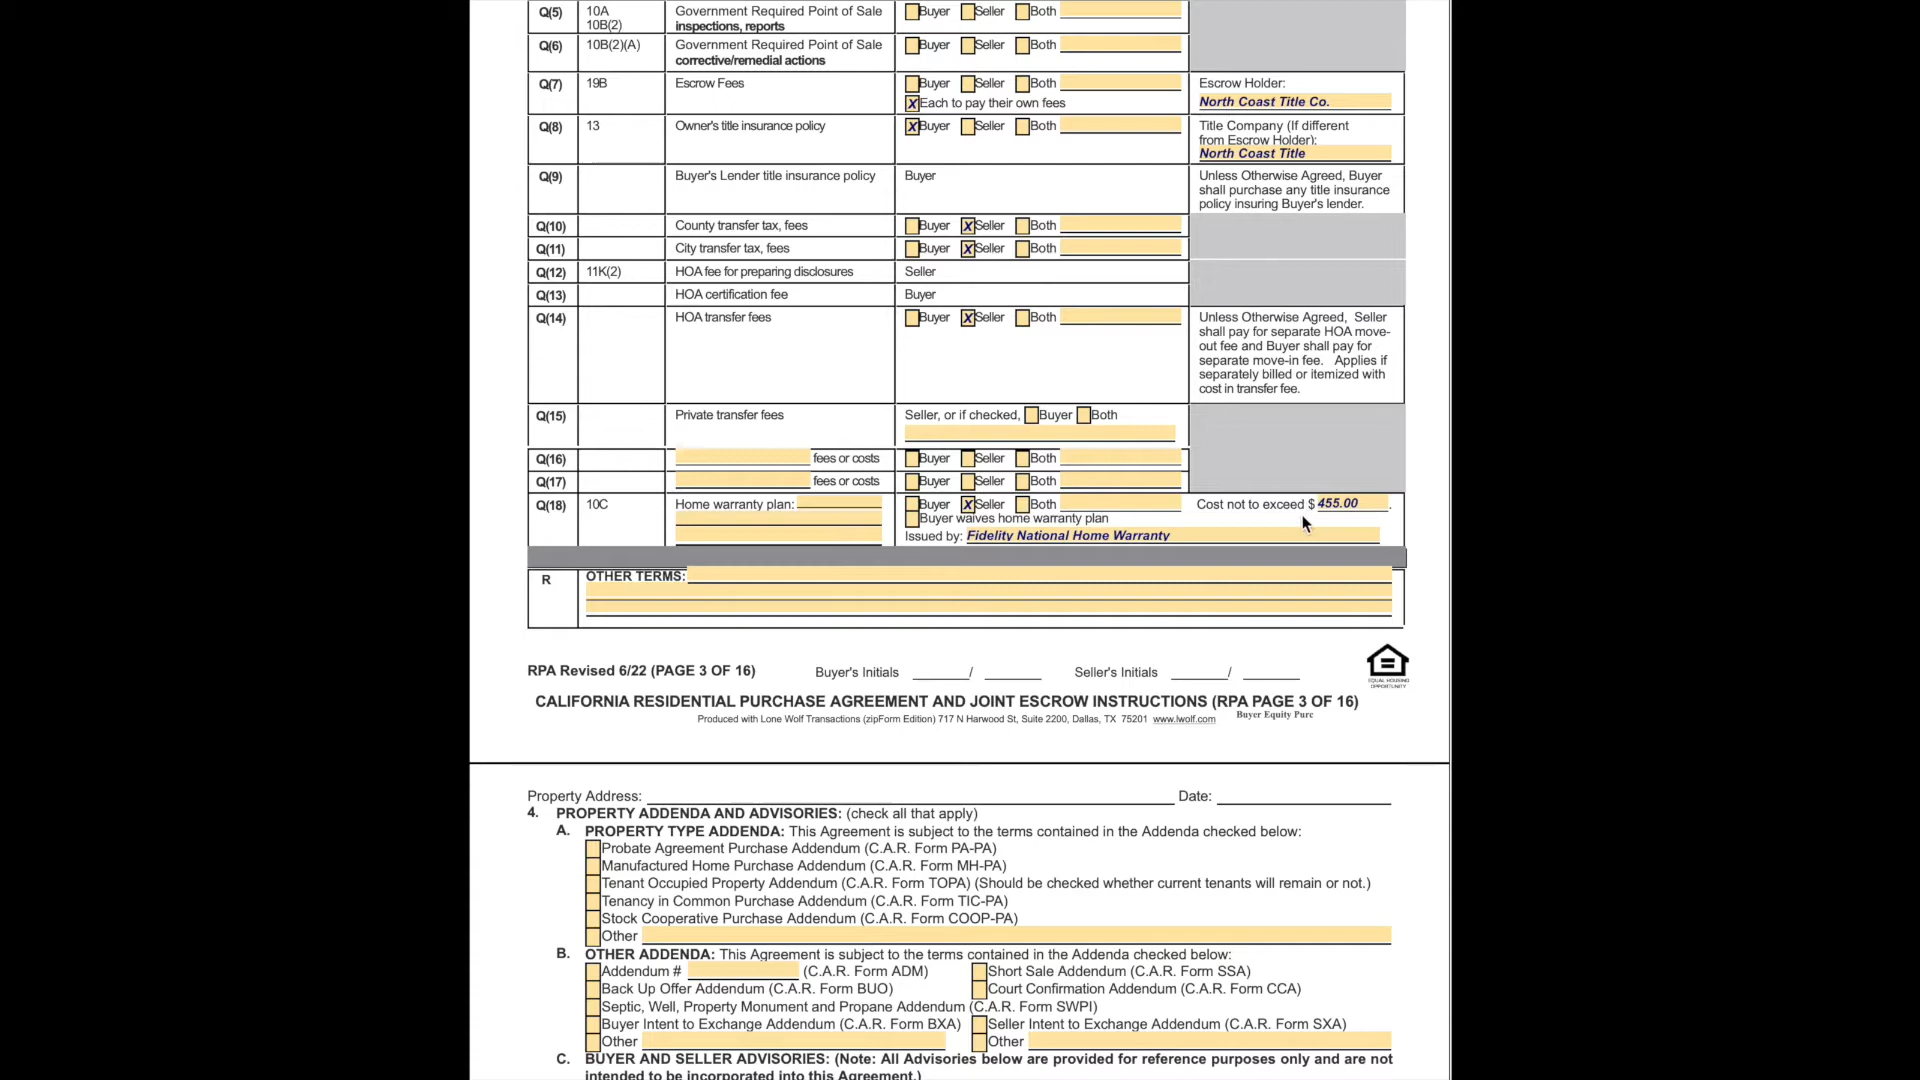 Q(5) 10A Government Required Point of Sale Buyer Seller Both
10B(2) inspections, reports
Q(6) 10B(2)(A) Government Required Point of Sale Buyer Seller Both
corrective/remedial actions
Q(7) 19B Escrow Fees Buyer Seller Both Escrow Holder:
X Each to pay their own fees North Coast Title Co.
Q(8) 13 Owner's title insurance policy X Buyer Seller Both Title Company (If different
from Escrow Holder):
North Coast Title
Q(9) Buyer's Lender title insurance policy Buyer Unless Otherwise Agreed, Buyer
shall purchase any title insurance
policy insuring Buyer's lender.
Q(10) County transfer tax, fees Buyer X Seller Both
Q(11) City transfer tax, fees Buyer X Seller Both
Q(12) 11K(2) HOA fee for preparing disclosures Seller
Q(13) HOA certification fee Buyer
Q(14) HOA transfer fees Buyer X Seller Both Unless Otherwise Agreed, Seller
shall pay for separate HOA move-
out fee and Buyer shall pay for
separate move-in fee. Applies if
separately billed or itemized with
cost in transfer fee.
Q(15) Private transfer fees Seller, or if checked, Buyer Both
Q(16) fees or costs Buyer Seller Both
Q(17) fees or costs Buyer Seller Both
Q(18) 10C Home warranty plan: Buyer X Seller Both Cost not to exceed $ 455.00 .
Buyer waives home warranty plan
Issued by: Fidelity National Home Warranty
R OTHER TERMS:
RPA Revised 6/22 (PAGE 3 OF 16) Buyer's Initials / Seller's Initials /
EQUAL HOUSING OPPORTUNITY
CALIFORNIA RESIDENTIAL PURCHASE AGREEMENT AND JOINT ESCROW INSTRUCTIONS (RPA PAGE 3 OF 16)
Produced with Lone Wolf Transactions (zipForm Edition) 717 N Harwood St, Suite 2200, Dallas, TX 75201 www.lwolf.com Buyer Equity Purc
Property Address: Date:
4. PROPERTY ADDENDA AND ADVISORIES: (check all that apply)
A. PROPERTY TYPE ADDENDA: This Agreement is subject to the terms contained in the Addenda checked below:
Probate Agreement Purchase Addendum (C.A.R. Form PA-PA)
Manufactured Home Purchase Addendum (C.A.R. Form MH-PA)
Tenant Occupied Property Addendum (C.A.R. Form TOPA) (Should be checked whether current tenants will remain or not.)
Tenancy in Common Purchase Addendum (C.A.R. Form TIC-PA)
Stock Cooperative Purchase Addendum (C.A.R. Form COOP-PA)
Other
B. OTHER ADDENDA: This Agreement is subject to the terms contained in the Addenda checked below:
Addendum # (C.A.R. Form ADM) Short Sale Addendum (C.A.R. Form SSA)
Back Up Offer Addendum (C.A.R. Form BUO) Court Confirmation Addendum (C.A.R. Form CCA)
Septic, Well, Property Monument and Propane Addendum (C.A.R. Form SWPI)
Buyer Intent to Exchange Addendum (C.A.R. Form BXA) Seller Intent to Exchange Addendum (C.A.R. Form SXA)
Other Other
C. BUYER AND SELLER ADVISORIES: (Note: All Advisories below are provided for reference purposes only and are not
intended to be incorporated into this Agreement.)